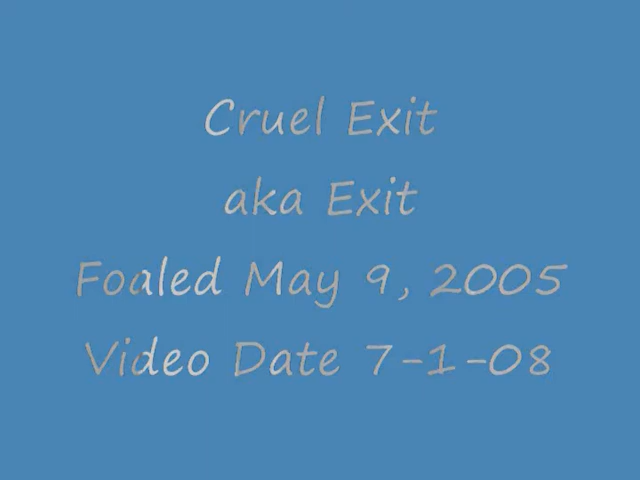 Cruel Exit
aka Exit
Foaled May 9, 2005
Video Date 7-1-08